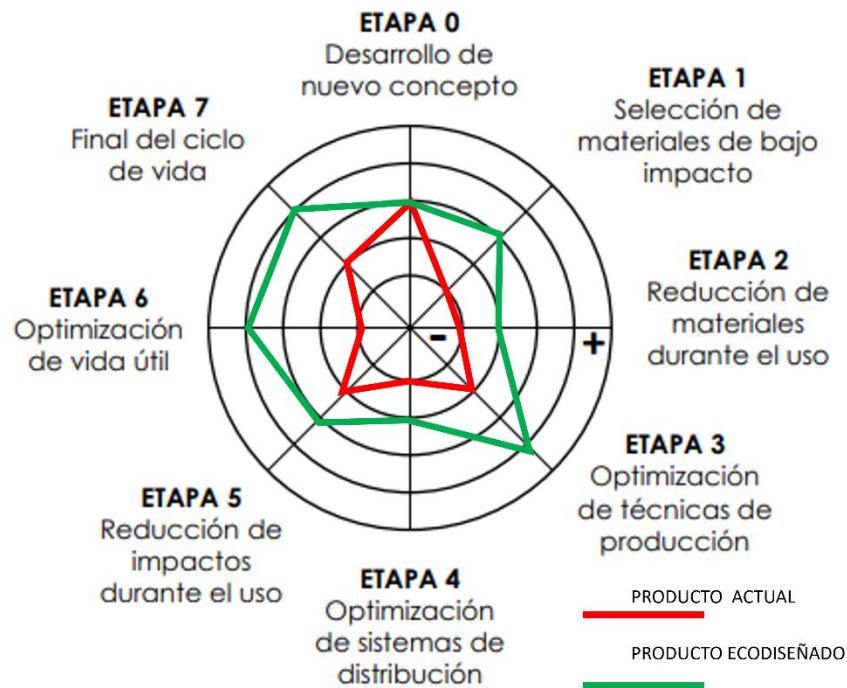 ETAPA 0
Desarrollo de
nuevo concepto
ETAPA 1
Selección de
materiales de bajo
impacto
ETAPA 2
Reducción de
materiales
durante el uso
ETAPA 3
Optimización
de técnicas de
producción
ETAPA 4
Optimización
de sistemas de
distribución
ETAPA 5
Reducción de
impactos
durante el uso
ETAPA 6
Optimización
de vida útil
ETAPA 7
Final del ciclo
de vida
-
+
PRODUCTO ACTUAL
PRODUCTO ECODISEÑADO